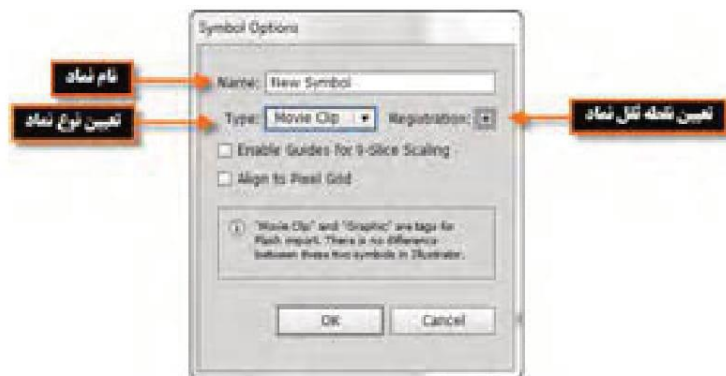 Symbol Options
نام نماد
Name: New Symbol
تعیین نوع نماد
Type: Movie Clip
Registration:
تعیین نقطه ثقل نماد
Enable Guides for 9-Slice Scaling
Align to Pixel Grid
"Movie Clip" and "Graphic" are tags for
Flash import. There is no difference
between these two symbols in Illustrator.
OK
Cancel